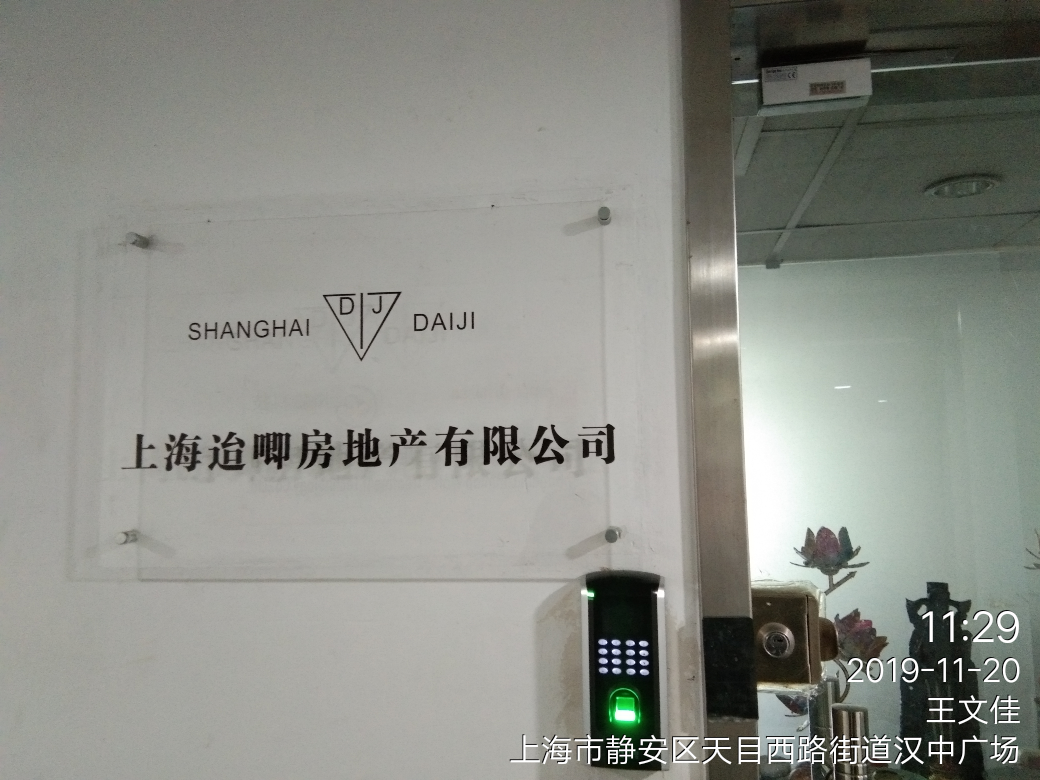 SHANGHAI DJ DAIJI
上海迨唧房地产有限公司
11:29
2019-11-20
王文佳
上海市静安区天目西路街道汉中广场